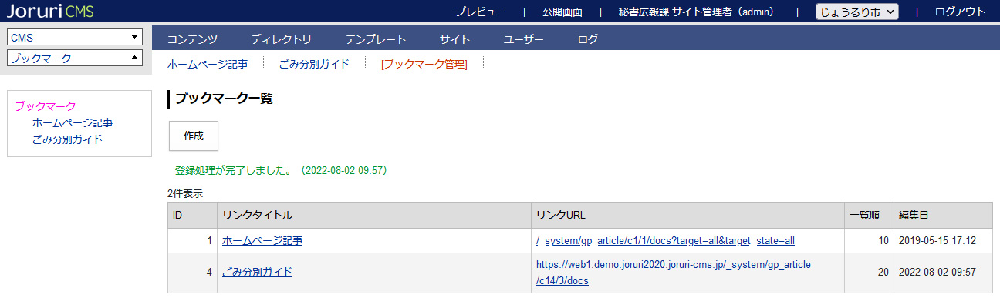 Joruri CMS プレビュー | 公開画面 | 秘書広報課 サイト管理者（admin） | じょうるり市 | ログアウト
CMS
コンテンツ ディレクトリ テンプレート サイト ユーザー ログ
ブックマーク
ホームページ記事 ごみ分別ガイド [ブックマーク管理]
ブックマーク
ホームページ記事
ごみ分別ガイド
ブックマーク一覧
作成
登録処理が完了しました。（2022-08-02 09:57）
2件表示
ID リンクタイトル リンクURL 一覧順 編集日
1 ホームページ記事 /_system/gp_article/c1/1/docs?target=all&target_state=all 10 2019-05-15 17:12
4 ごみ分別ガイド https://web1.demo.joruri2020.joruri-cms.jp/_system/gp_article
/c14/3/docs 20 2022-08-02 09:57